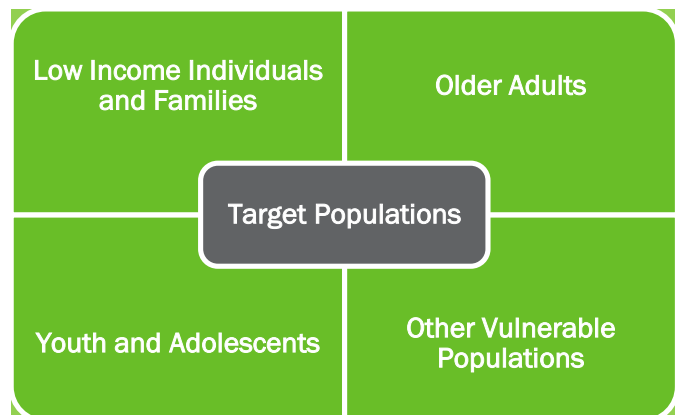 Low Income Individuals
and Families
Older Adults
Target Populations
Youth and Adolescents
Other Vulnerable
Populations